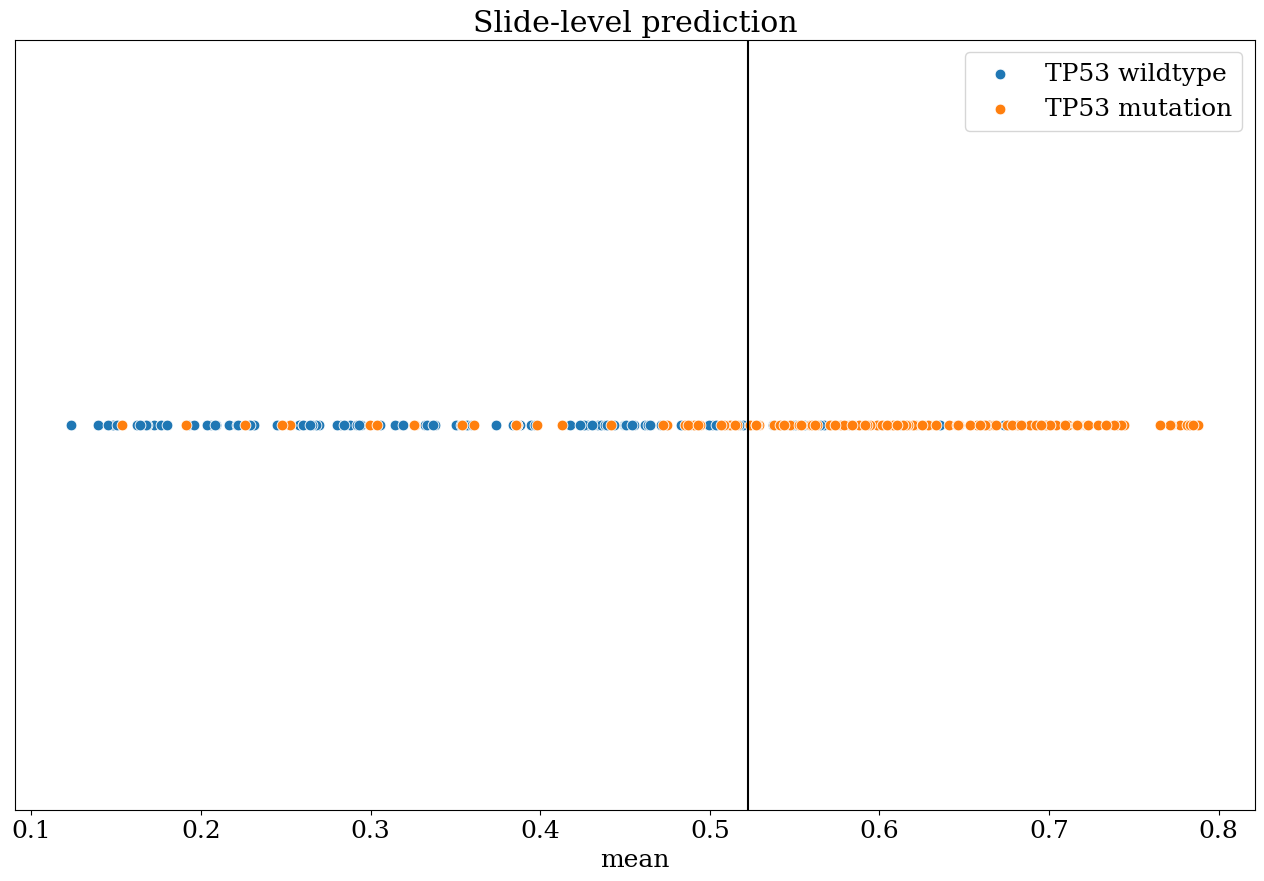 Slide-level prediction
TP53 wildtype
TP53 mutation
0.1 0.2 0.3 0.4 0.5 0.6 0.7 0.8
mean